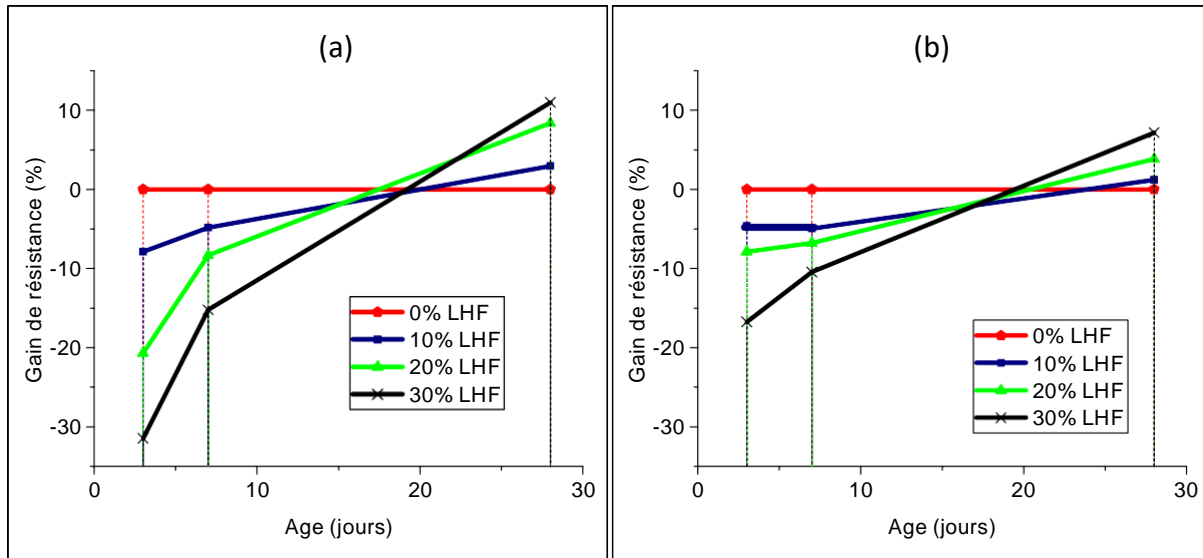 (a)
Gain de résistance (%)
10
0
-10
-20
-30
0% LHF
10% LHF
20% LHF
30% LHF
0
10
20
30
Age (jours)
(b)
Gain de résistance (%)
10
0
-10
-20
-30
0% LHF
10% LHF
20% LHF
30% LHF
0
10
20
30
Age (jours)